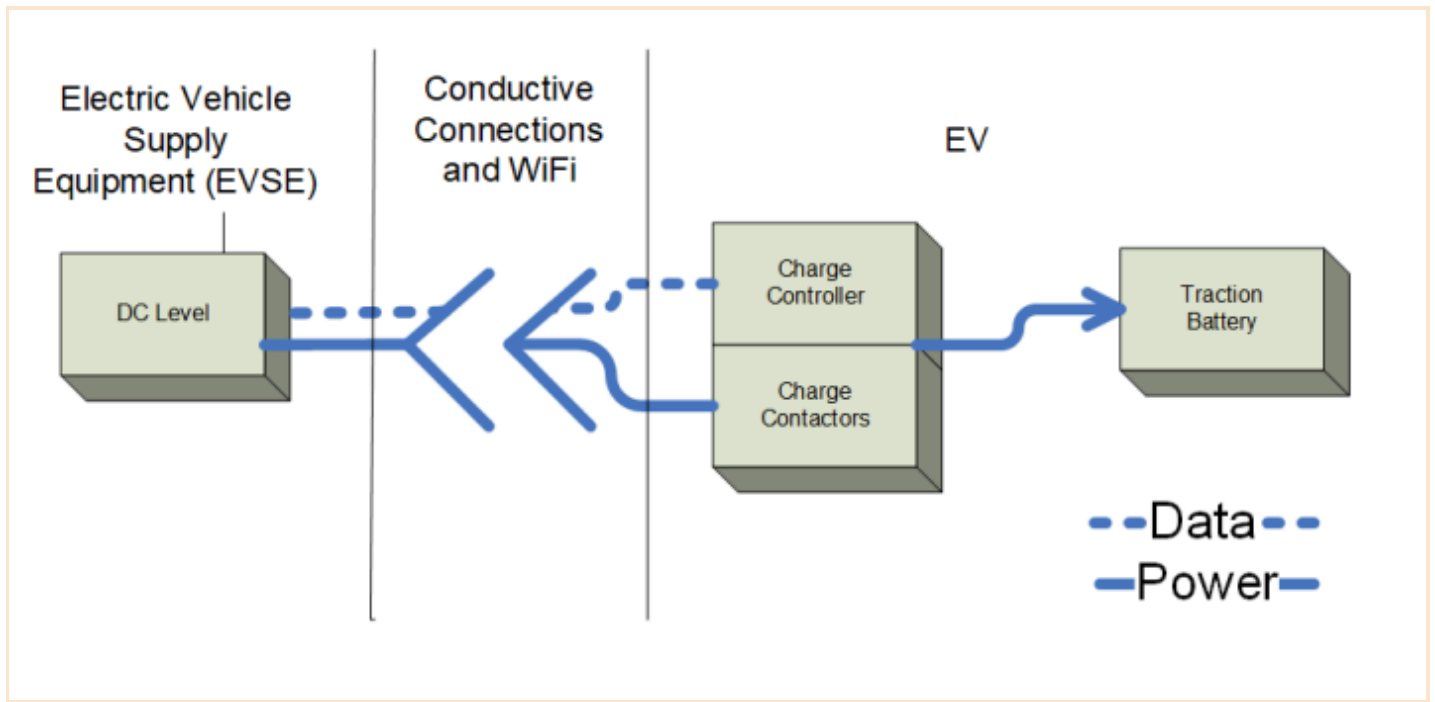 Electric Vehicle
Supply
Equipment (EVSE)
Conductive
Connections
and WiFi
EV
DC Level
Charge
Controller
Charge
Contactors
Traction
Battery
Data
Power